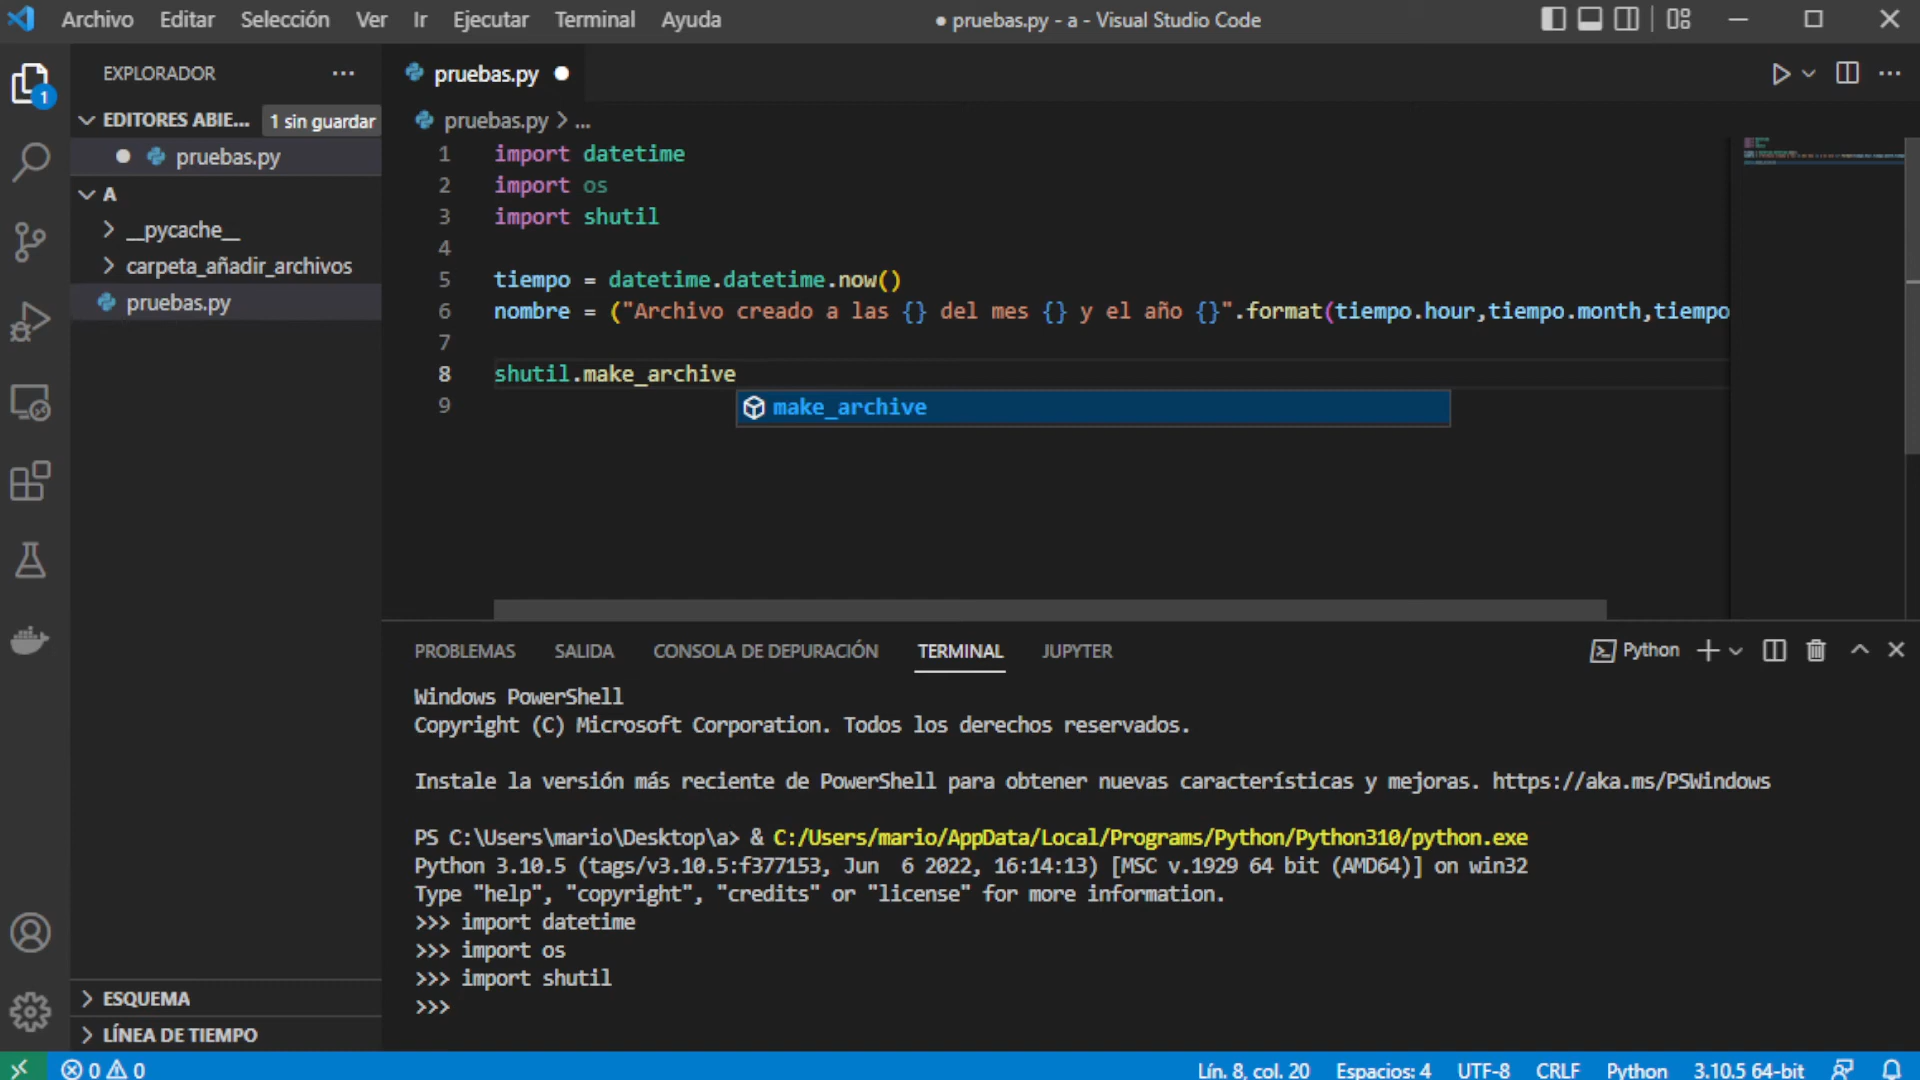 Archivo Editar Selección Ver Ir Ejecutar Terminal Ayuda
● pruebas.py - a - Visual Studio Code
EXPLORADOR
EDITORES ABIE... 1 sin guardar
pruebas.py
A
__pycache__
carpeta_añadir_archivos
pruebas.py
ESQUEMA
LÍNEA DE TIEMPO
1
pruebas.py
pruebas.py > ...
1 import datetime
2 import os
3 import shutil
4
5 tiempo = datetime.datetime.now()
6 nombre = ("Archivo creado a las {} del mes {} y el año {}".format(tiempo.hour,tiempo.month,tiempo
7
8 shutil.make_archive
make_archive
9
PROBLEMAS SALIDA CONSOLA DE DEPURACIÓN TERMINAL JUPYTER
Python
Windows PowerShell
Copyright (C) Microsoft Corporation. Todos los derechos reservados.
Instale la versión más reciente de PowerShell para obtener nuevas características y mejoras. https://aka.ms/PSWindows
PS C:\Users\mario\Desktop\a> & C:/Users/mario/AppData/Local/Programs/Python/Python310/python.exe
Python 3.10.5 (tags/v3.10.5:f377153, Jun  6 2022, 16:14:13) [MSC v.1929 64 bit (AMD64)] on win32
Type "help", "copyright", "credits" or "license" for more information.
>>> import datetime
>>> import os
>>> import shutil
>>>
0 0
Lín. 8, col. 20 Espacios: 4 UTF-8 CRLF Python 3.10.5 64-bit